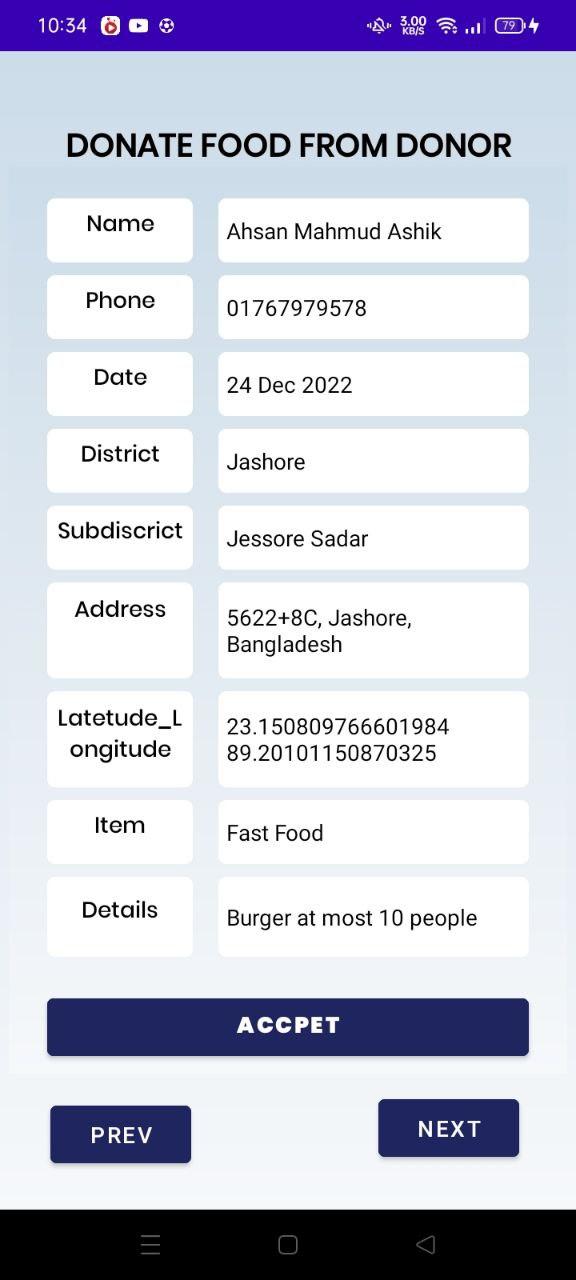 10:34 3.00 KB/S 79
DONATE FOOD FROM DONOR
Name Ahsan Mahmud Ashik
Phone 01767979578
Date 24 Dec 2022
District Jashore
Subdiscrict Jessore Sadar
Address 5622+8C, Jashore,
Bangladesh
Latetude_L 23.150809766601984
ongitude 89.20101150870325
Item Fast Food
Details Burger at most 10 people
ACCPET
PREV NEXT